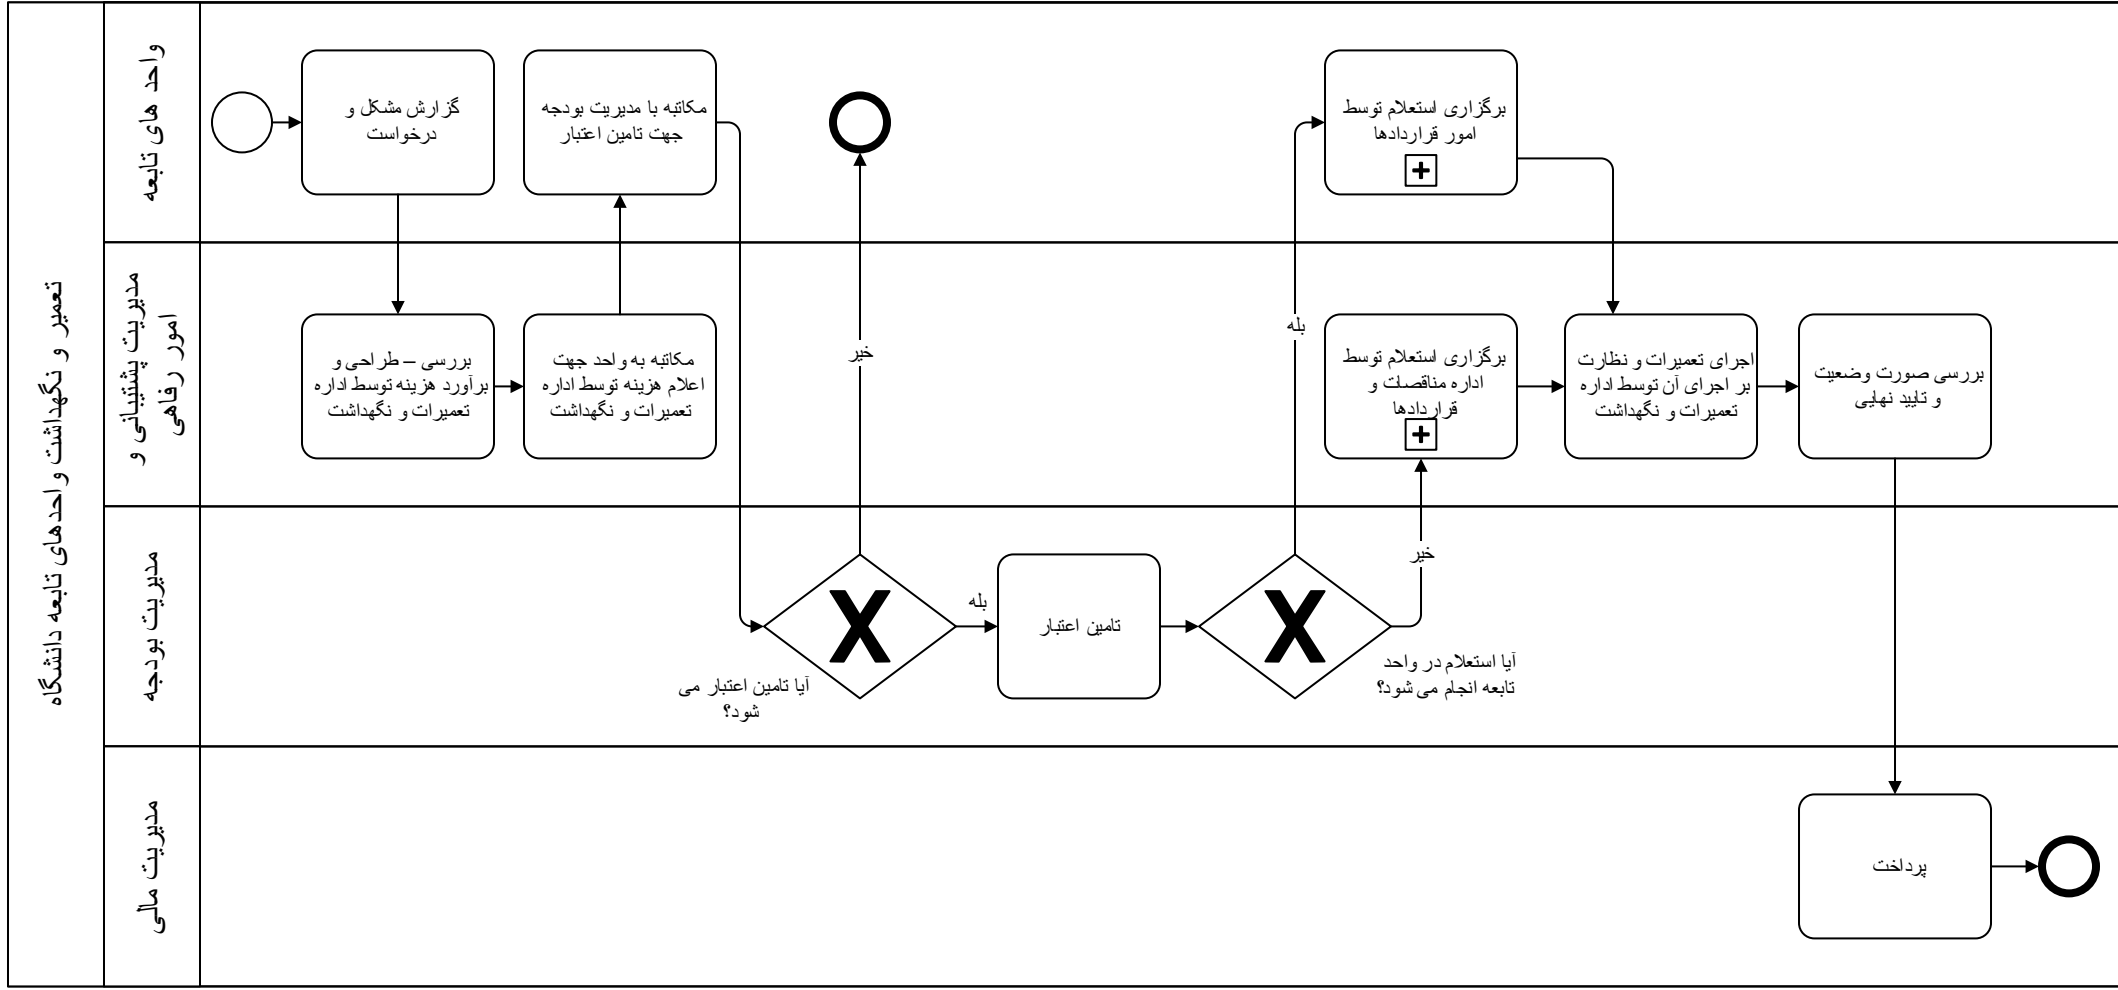 تعمیر و نگهداشت واحدهای تابعه دانشگاه
واحد های تابعه
گزارش مشکل و
درخواست
مکاتبه با مدیریت بودجه
جهت تامین اعتبار
برگزاری استعلام توسط
امور قراردادها
مدیریت پشتیبانی و
امور رفاهی
بررسی – طراحی و
برآورد هزینه توسط اداره
تعمیرات و نگهداشت
مکاتبه به واحد جهت
اعلام هزینه توسط اداره
تعمیرات و نگهداشت
خیر
بله
برگزاری استعلام توسط
اداره مناقصات و
قراردادها
اجرای تعمیرات و نظارت
بر اجرای آن توسط اداره
تعمیرات و نگهداشت
بررسی صورت وضعیت
و تایید نهایی
مدیریت بودجه
آیا تامین اعتبار می
شود؟
بله
تامین اعتبار
خیر
آیا استعلام در واحد
تابعه انجام می شود؟
مدیریت مالی
پرداخت